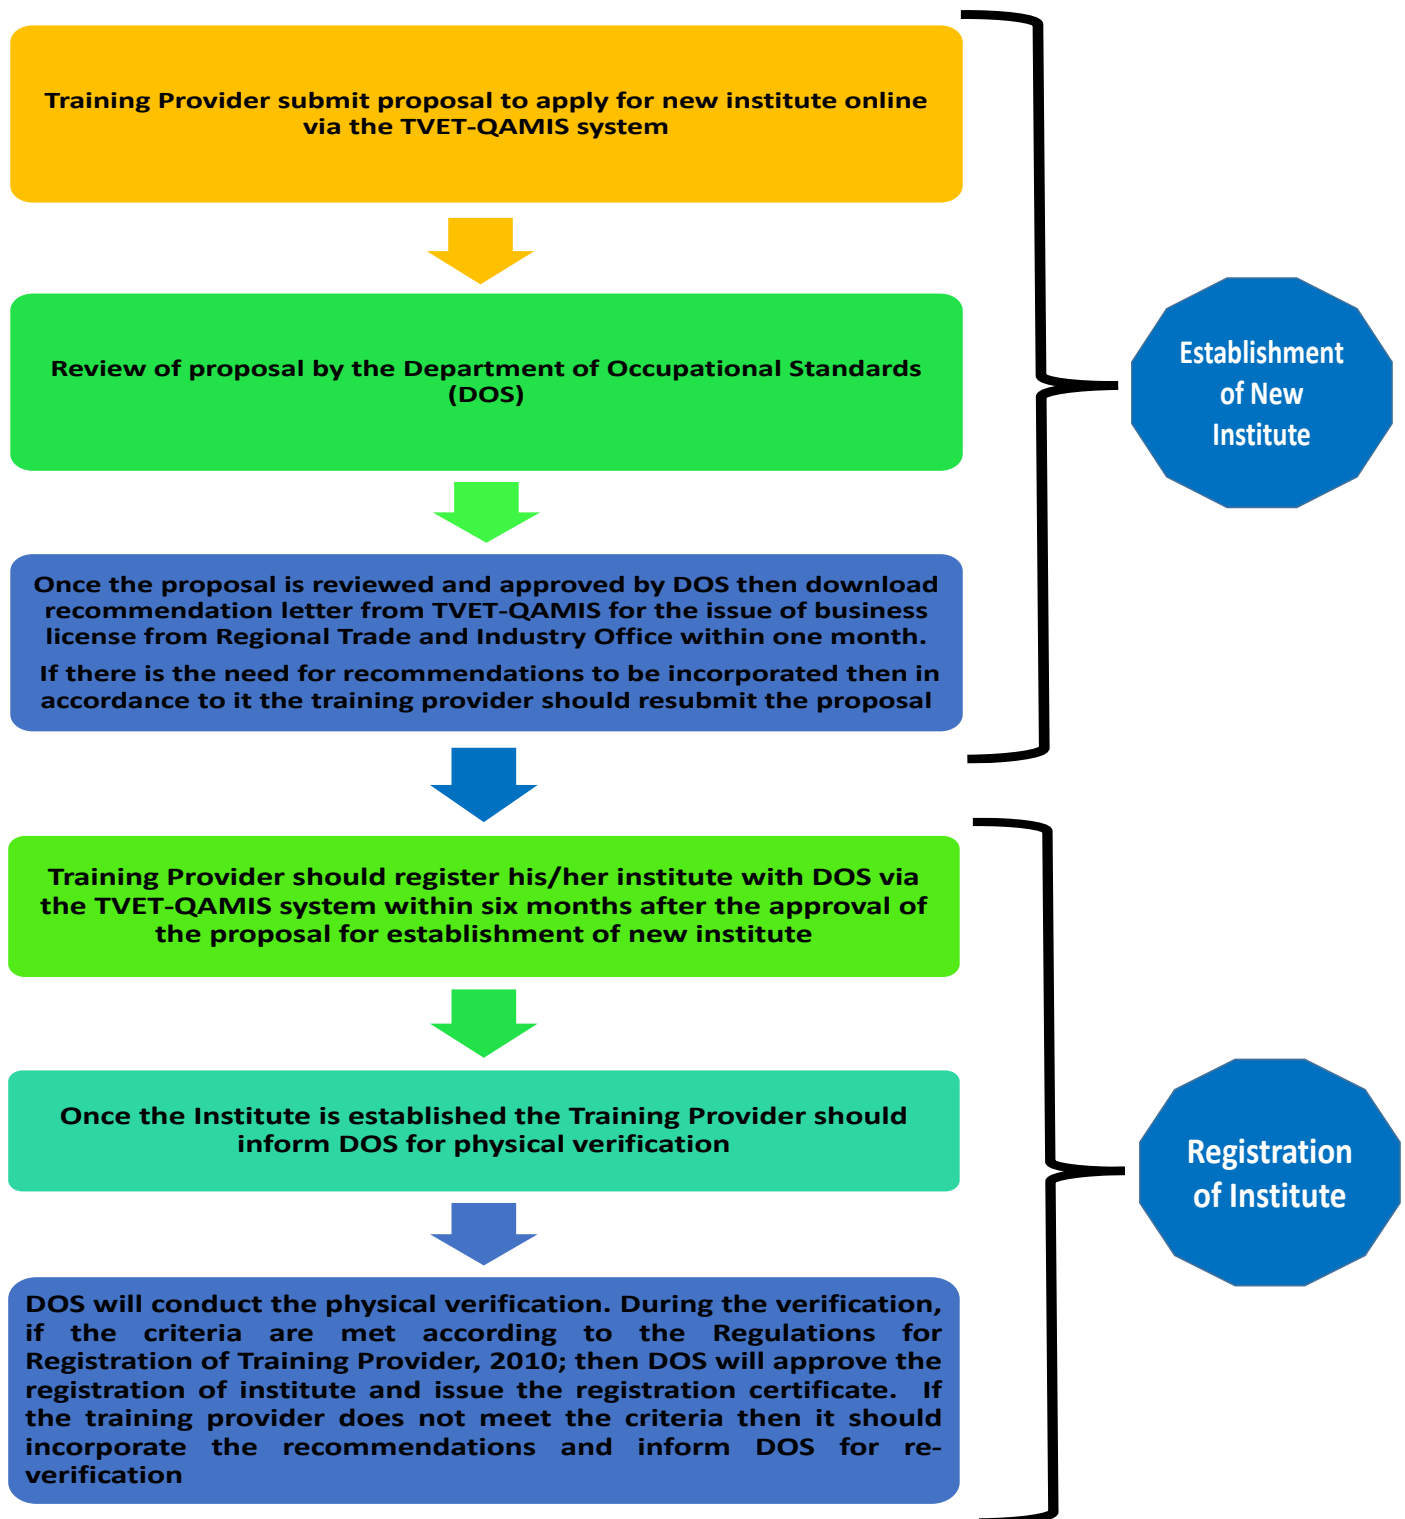 Training Provider submit proposal to apply for new institute online
via the TVET-QAMIS system
Review of proposal by the Department of Occupational Standards
(DOS)
Establishment
of New
Institute
Once the proposal is reviewed and approved by DOS then download
recommendation letter from TVET-QAMIS for the issue of business
license from Regional Trade and Industry Office within one month.
If there is the need for recommendations to be incorporated then in
accordance to it the training provider should resubmit the proposal
Training Provider should register his/her institute with DOS via
the TVET-QAMIS system within six months after the approval of
the proposal for establishment of new institute
Once the Institute is established the Training Provider should
inform DOS for physical verification
Registration
of Institute
DOS will conduct the physical verification. During the verification,
if the criteria are met according to the Regulations for
Registration of Training Provider, 2010; then DOS will approve the
registration of institute and issue the registration certificate. If
the training provider does not meet the criteria then it should
incorporate the recommendations and inform DOS for re-
verification